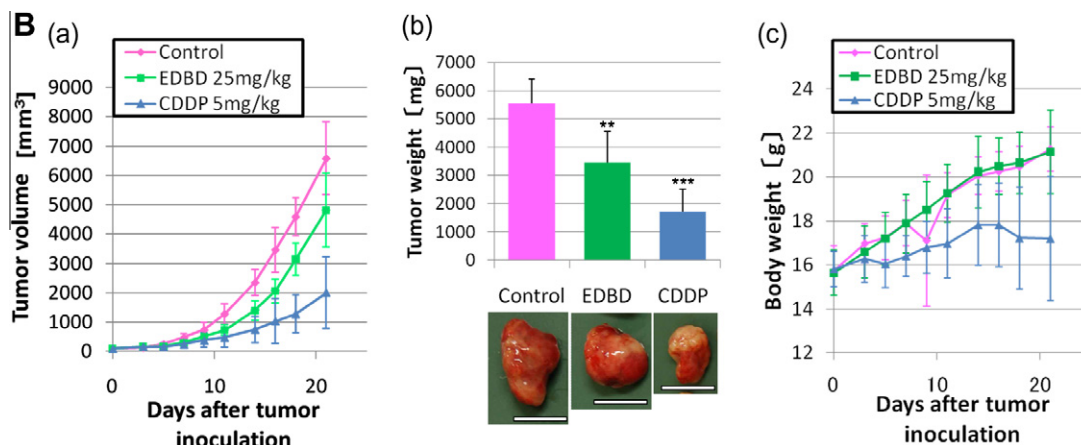 B
(a)
Control
EDBD 25mg/kg
CDDP 5mg/kg
Tumor volume [mm³]
9000
8000
7000
6000
5000
4000
3000
2000
1000
0
0 10 20
Days after tumor
inoculation
(b)
Tumor weight [mg]
7000
6000
5000
4000
3000
2000
1000
0
**
***
Control EDBD CDDP
(c)
Control
EDBD 25mg/kg
CDDP 5mg/kg
Body weight [g]
24
22
20
18
16
14
12
0 10 20
Days after tumor
inoculation